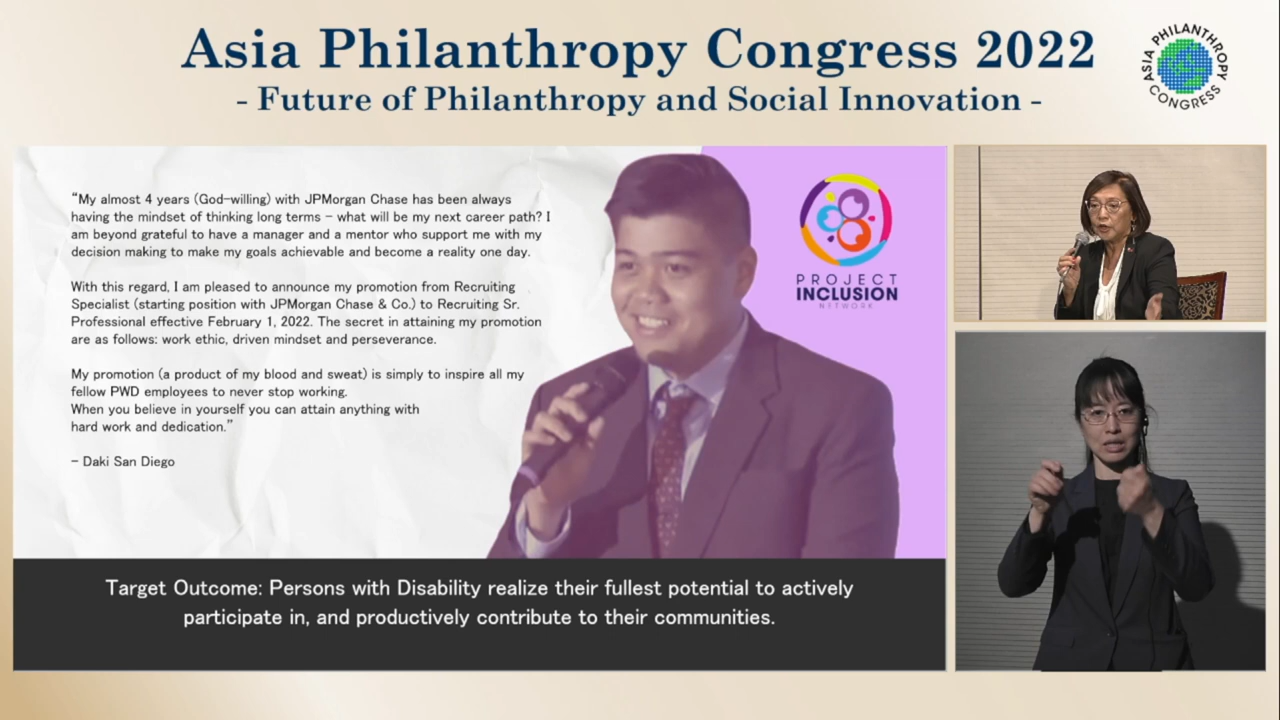 Asia Philanthropy Congress 2022
- Future of Philanthropy and Social Innovation -
ASIA PHILANTHROPY CONGRESS
“My almost 4 years (God-willing) with JPMorgan Chase has been always
having the mindset of thinking long terms – what will be my next career path? I
am beyond grateful to have a manager and a mentor who support me with my
decision making to make my goals achievable and become a reality one day.
With this regard, I am pleased to announce my promotion from Recruiting
Specialist (starting position with JPMorgan Chase & Co.) to Recruiting Sr.
Professional effective February 1, 2022. The secret in attaining my promotion
are as follows: work ethic, driven mindset and perseverance.
My promotion (a product of my blood and sweat) is simply to inspire all my
fellow PWD employees to never stop working.
When you believe in yourself you can attain anything with
hard work and dedication.”
– Daki San Diego
PROJECT
INCLUSION
NETWORK
Target Outcome: Persons with Disability realize their fullest potential to actively
participate in, and productively contribute to their communities.